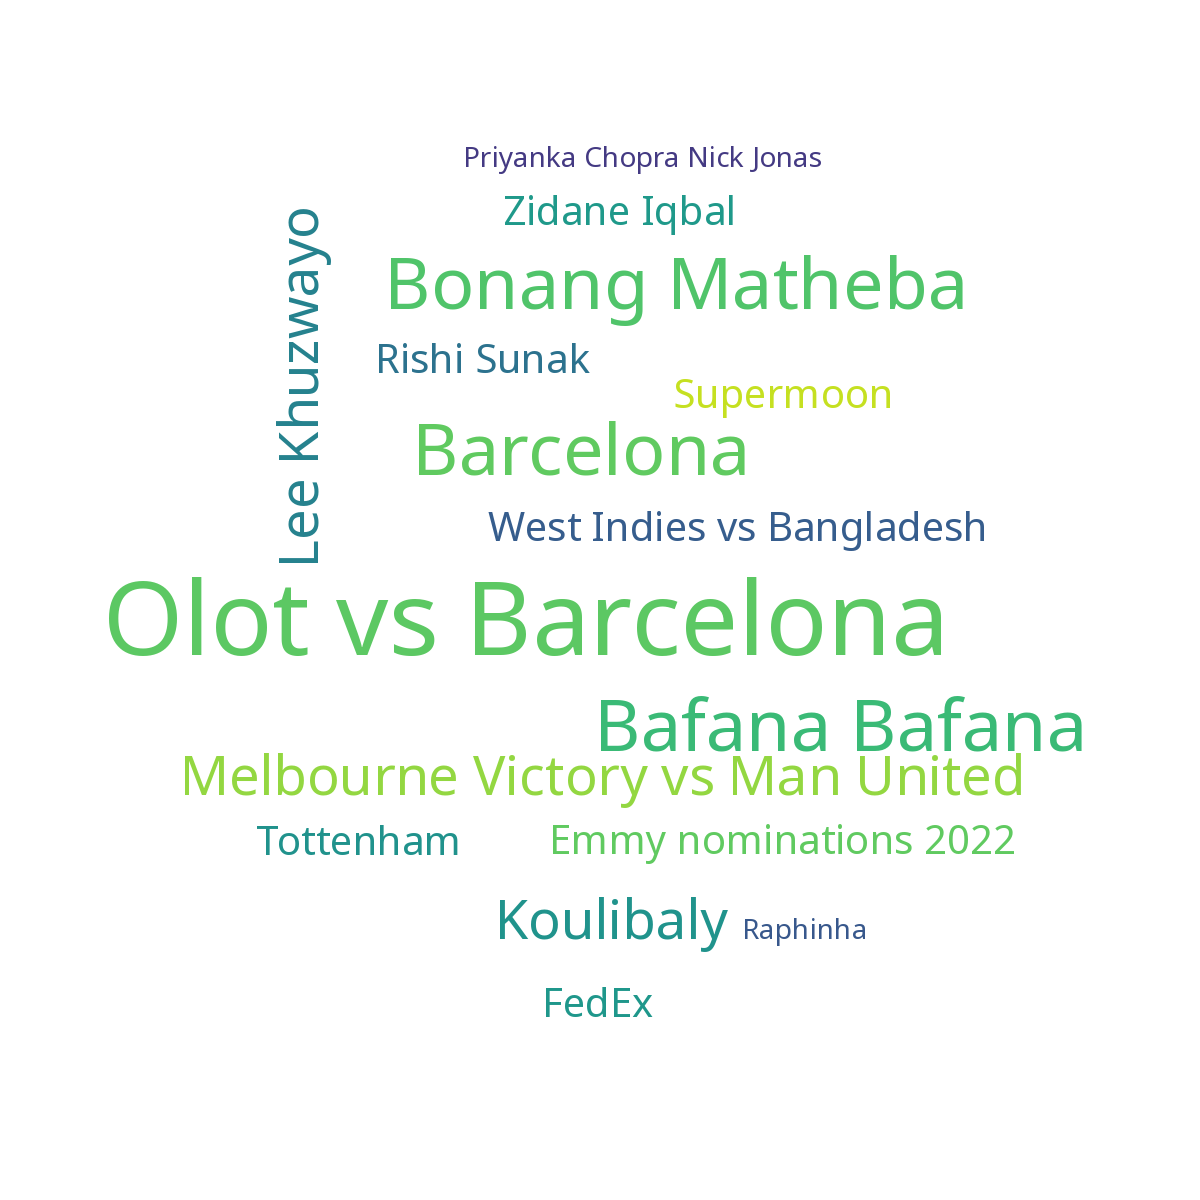 Priyanka Chopra Nick Jonas
Zidane Iqbal
Lee Khuzwayo
Bonang Matheba
Rishi Sunak
Supermoon
Barcelona
West Indies vs Bangladesh
Olot vs Barcelona
Bafana Bafana
Melbourne Victory vs Man United
Tottenham
Emmy nominations 2022
Koulibaly
Raphinha
FedEx